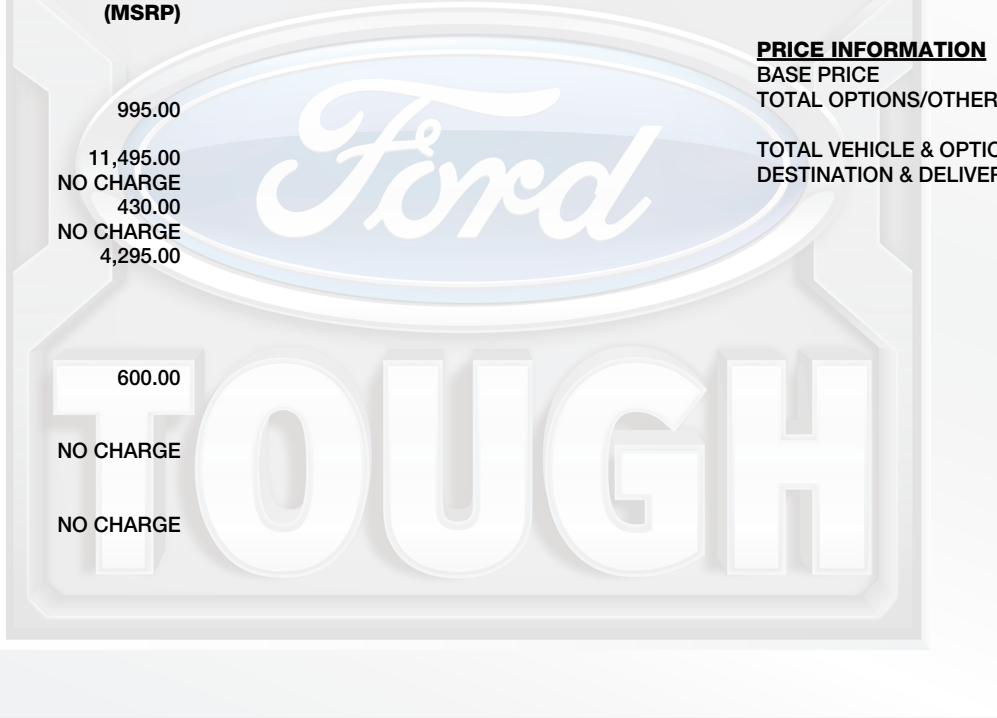 (MSRP)
995.00
11,495.00
NO CHARGE
430.00
NO CHARGE
4,295.00
600.00
NO CHARGE
NO CHARGE
PRICE INFORMATION
BASE PRICE
TOTAL OPTIONS/OTHER
TOTAL VEHICLE & OPTIO
DESTINATION & DELIVER
Ford
TOUGH